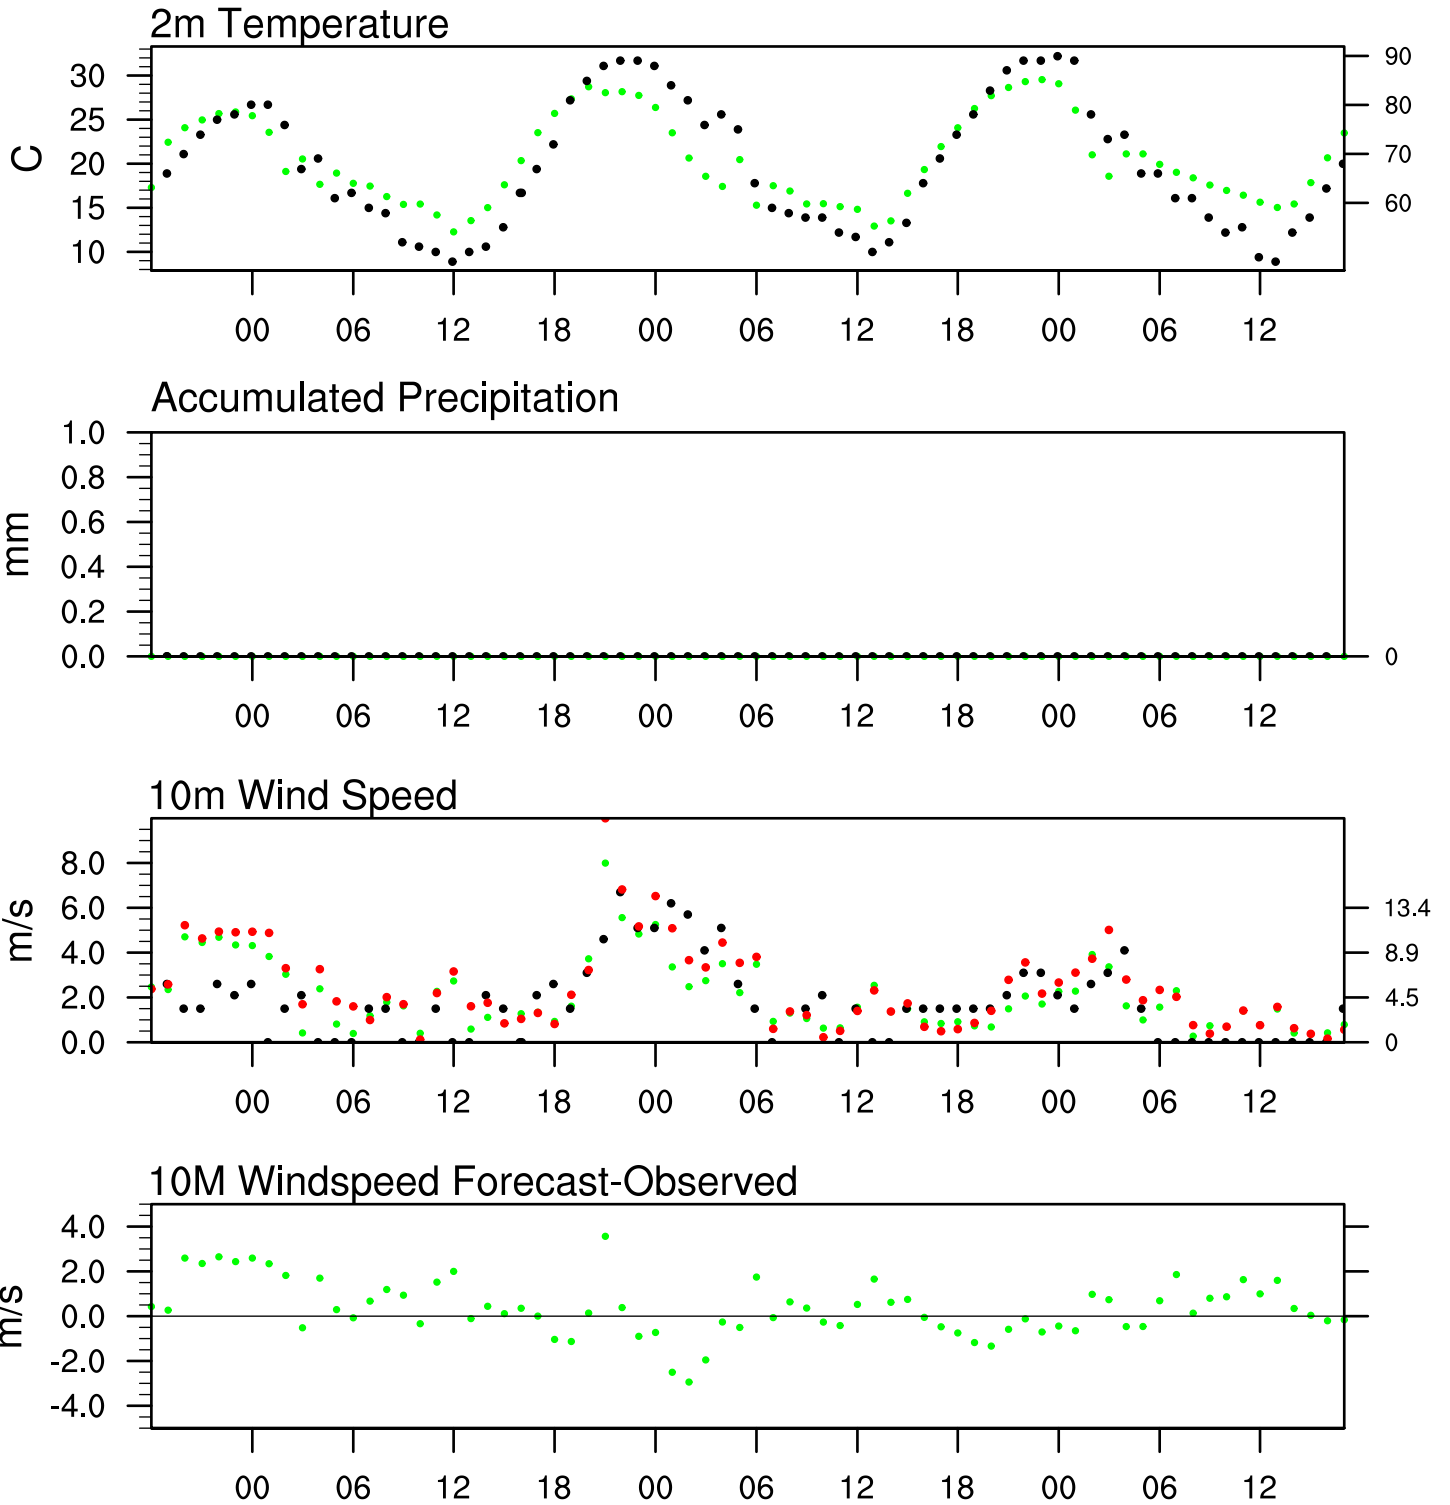 2m Temperature
30
25
20
15
10
C
90
80
70
60
00 06 12 18 00 06 12 18 00 06 12
Accumulated Precipitation
1.0
0.8
0.6
0.4
0.2
0.0
mm
0
00 06 12 18 00 06 12 18 00 06 12
10m Wind Speed
8.0
6.0
4.0
2.0
0.0
m/s
13.4
8.9
4.5
0
00 06 12 18 00 06 12 18 00 06 12
10M Windspeed Forecast-Observed
4.0
2.0
0.0
-2.0
-4.0
m/s
00 06 12 18 00 06 12 18 00 06 12